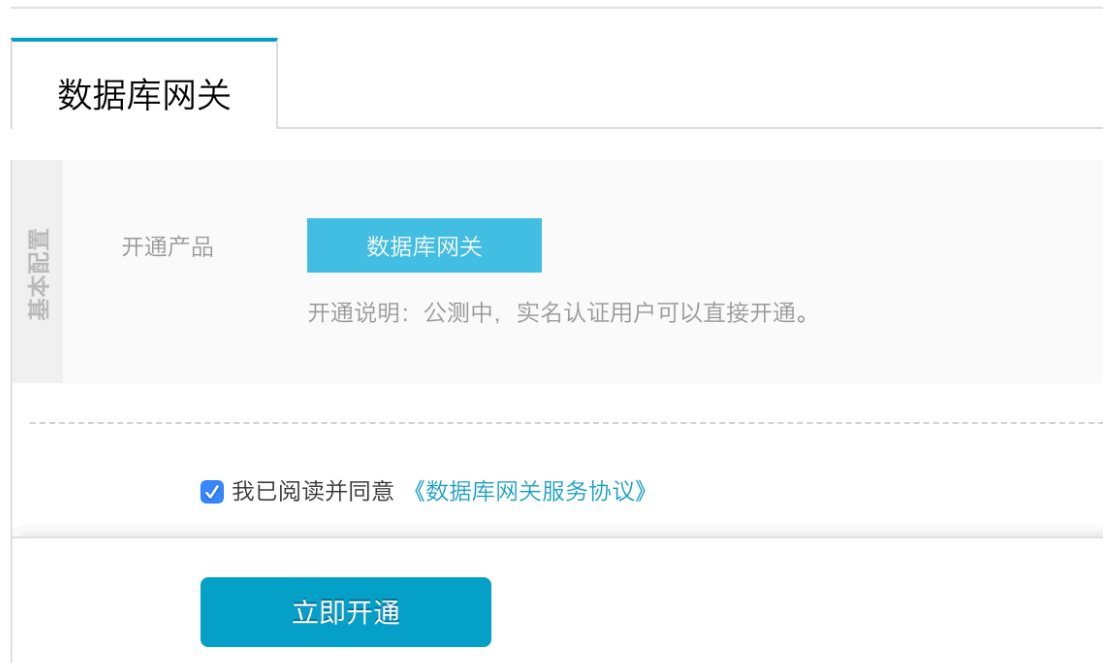 数据库网关
基本配置
开通产品
数据库网关
开通说明：公测中，实名认证用户可以直接开通。
我已阅读并同意 《数据库网关服务协议》
立即开通